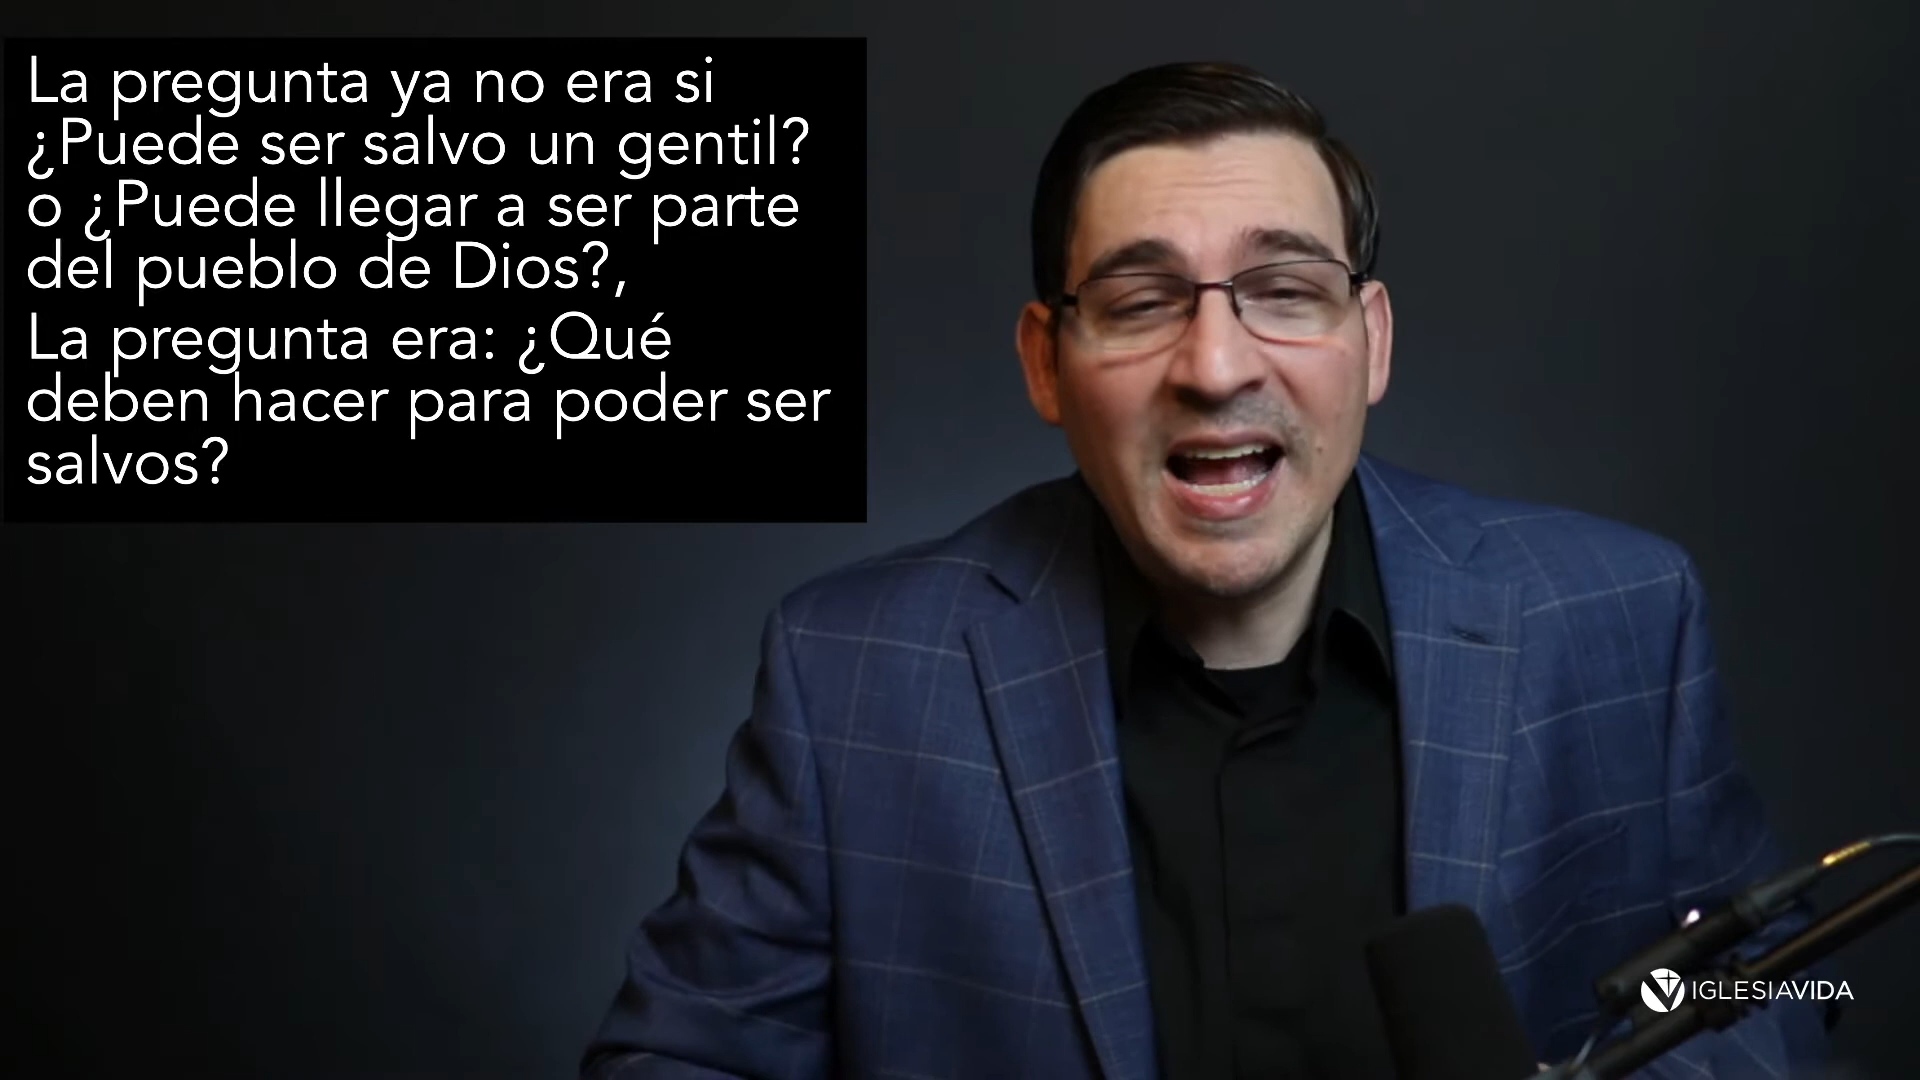 La pregunta ya no era si
¿Puede ser salvo un gentil?
o ¿Puede llegar a ser parte
del pueblo de Dios?,
La pregunta era: ¿Qué
deben hacer para poder ser
salvos?
IGLESIAVIDA